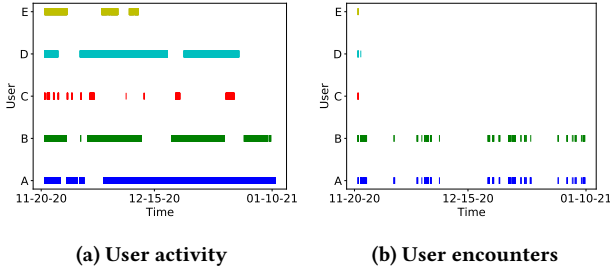 E
D
C
B
A
User
11-20-20 12-15-20 01-10-21
Time
(a) User activity
E
D
C
B
A
User
11-20-20 12-15-20 01-10-21
Time
(b) User encounters